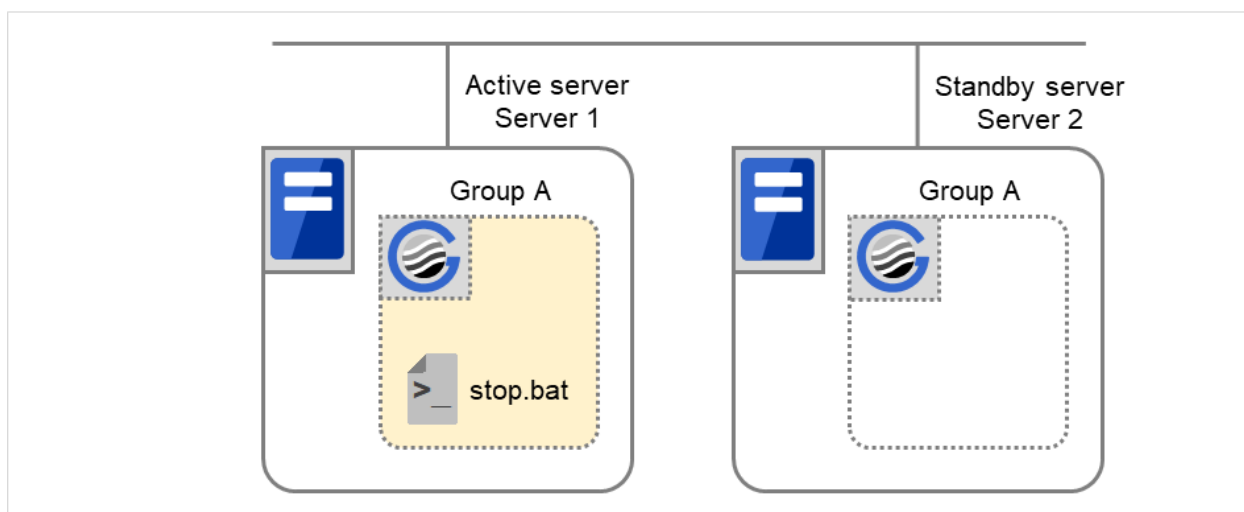 Active server
Server 1
Standby server
Server 2
Group A
Group A
>_ stop.bat